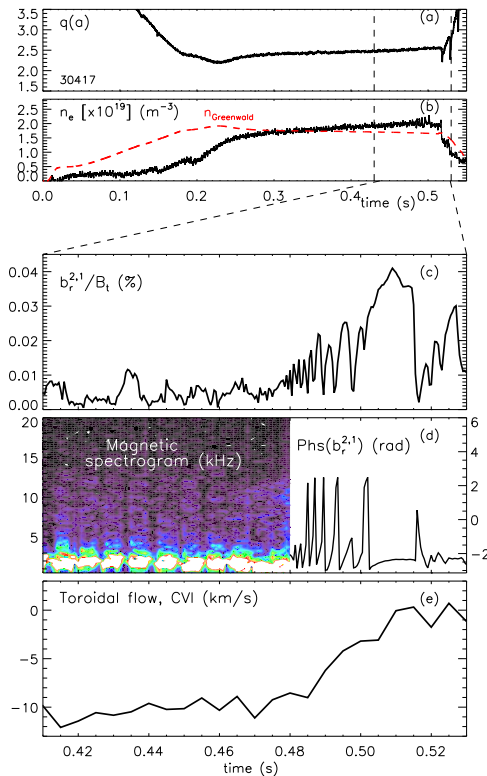 q(a)
(a)
3.5
3.0
2.5
2.0
1.5
30417
n_e [x10^19] (m^-3)
n_Greenwald
(b)
2.5
2.0
1.5
1.0
0.5
0.0
0.0 0.1 0.2 0.3 0.4 0.5
time (s)
b_r^2,1/B_t (%)
(c)
0.04
0.03
0.02
0.01
0.00
Magnetic
spectrogram (kHz)
Phs(b_r^2,1) (rad)
(d)
20
15
10
5
6
4
2
0
-2
Toroidal flow, CVI (km/s)
(e)
0
-5
-10
0.42 0.44 0.46 0.48 0.50 0.52
time (s)